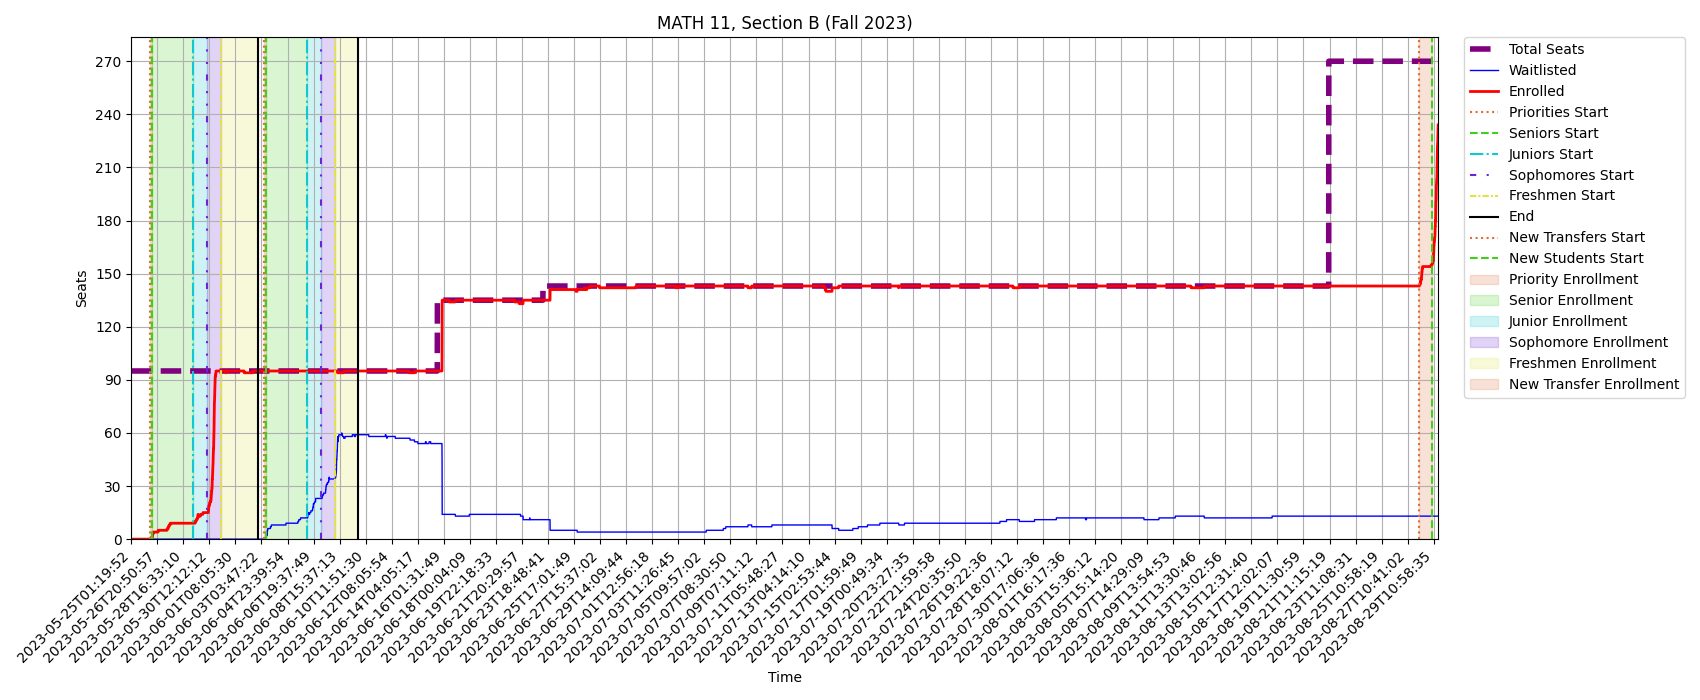 MATH 11, Section B (Fall 2023)
Seats
270
240
210
180
150
120
90
60
30
0
2023-05-25T01:19:52
2023-05-26T20:50:57
2023-05-28T16:33:10
2023-05-30T12:12:12
2023-06-01T08:05:30
2023-06-03T03:47:22
2023-06-04T23:39:54
2023-06-06T19:37:49
2023-06-08T15:37:13
2023-06-10T11:51:30
2023-06-12T08:05:54
2023-06-14T04:05:17
2023-06-16T01:31:49
2023-06-18T00:04:09
2023-06-19T22:18:33
2023-06-21T20:29:57
2023-06-23T18:48:41
2023-06-25T17:01:49
2023-06-27T15:37:02
2023-06-29T14:09:44
2023-07-01T12:56:18
2023-07-03T11:26:45
2023-07-05T09:57:02
2023-07-07T08:30:50
2023-07-09T07:11:12
2023-07-11T05:48:27
2023-07-13T04:14:10
2023-07-15T02:53:44
2023-07-17T01:59:49
2023-07-19T00:49:34
2023-07-20T23:27:35
2023-07-22T21:59:58
2023-07-24T20:35:50
2023-07-26T19:22:36
2023-07-28T18:07:12
2023-07-30T17:06:36
2023-08-01T16:17:36
2023-08-03T15:36:12
2023-08-05T15:14:20
2023-08-07T14:29:09
2023-08-09T13:54:53
2023-08-11T13:30:46
2023-08-13T13:02:56
2023-08-15T12:31:40
2023-08-17T12:02:07
2023-08-19T11:30:59
2023-08-21T11:15:19
2023-08-23T11:08:31
2023-08-25T10:58:19
2023-08-27T10:41:02
2023-08-29T10:58:35
Time
Total Seats
Waitlisted
Enrolled
Priorities Start
Seniors Start
Juniors Start
Sophomores Start
Freshmen Start
End
New Transfers Start
New Students Start
Priority Enrollment
Senior Enrollment
Junior Enrollment
Sophomore Enrollment
Freshmen Enrollment
New Transfer Enrollment